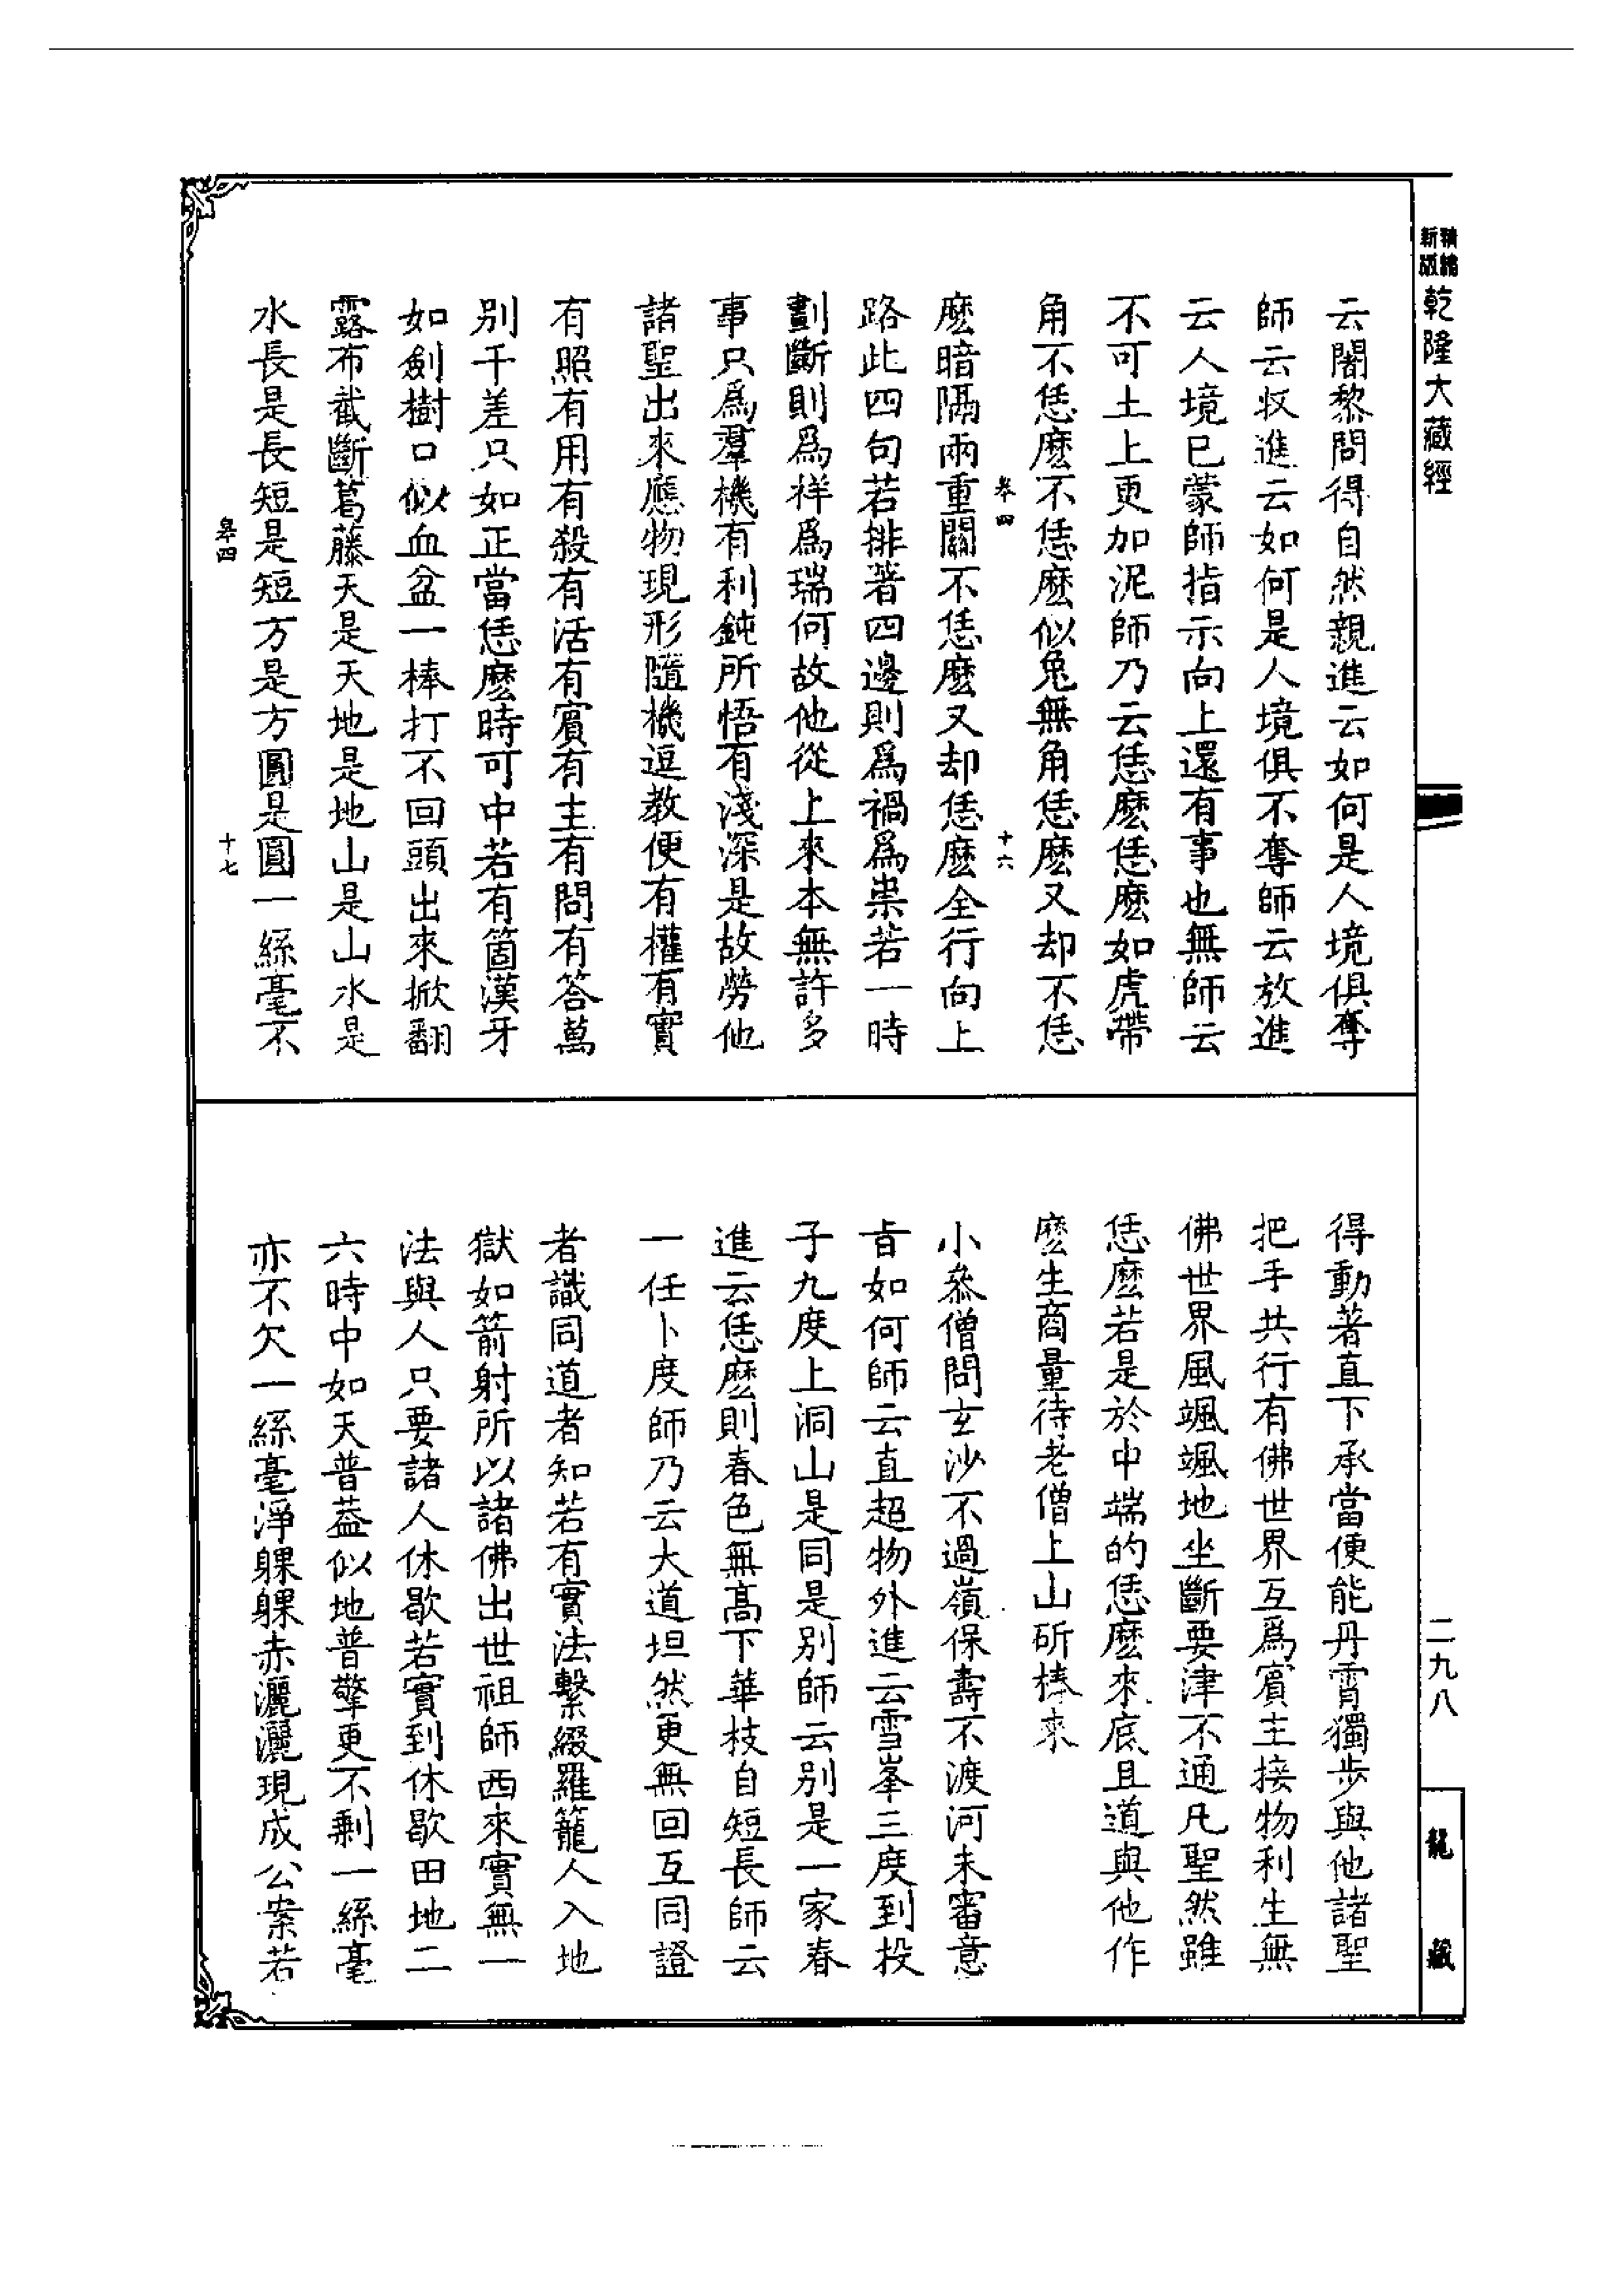 精縮
新版
乾隆大藏經
云闍黎問得自然親進云如何是人境俱奪
師云収進云如何是人境俱不奪師云放進
云人境已蒙師指示向上還有事也無師云
不可土上更加泥師乃云恁麽恁麽如虎帶
角不恁麽不恁麽似兔無角恁麽又却不恁
麽暗隔兩重關不恁麽又却恁麽全行向上
路此四句若排著四邊則爲禍爲祟若一時
劃斷則爲祥爲瑞何故他從上來本無許多
事只爲羣機有利鈍所悟有淺深是故勞他
諸聖出來應物現形隨機逗教便有權有實
有照有用有殺有活有賓有主有問有答萬
别千差只如正當恁麽時可中若有箇漢牙
如劍樹口似血盆一棒打不回頭出來掀翻
露布截斷葛藤天是天地是地山是山水是
水長是長短是短方是方圓是圓一絲毫不
得動著直下承當便能丹霄獨步與他諸聖
把手共行有佛世界互爲賓主接物利生無
佛世界風颯颯地坐斷要津不通凡聖然雖
恁麽若是於中端的恁麽來底且道與他作
麽生商量待老僧上山斫棒來
小叅僧問玄沙不過嶺保壽不渡河未審意
旨如何師云直超物外進云雪峯三度到投
子九度上洞山是同是别師云别是一家春
進云恁麽則春色無高下華枝自短長師云
一任卜度師乃云大道坦然更無回互同證
者識同道者知若有實法繫綴羅籠人入地
獄如箭射所以諸佛出世祖師西來實無一
法與人只要諸人休歇若實到休歇田地二
六時中如天普葢似地普擎更不剩一絲毫
亦不欠一絲毫淨躶躶赤灑灑現成公案若
十六
十七
二九八
龍藏